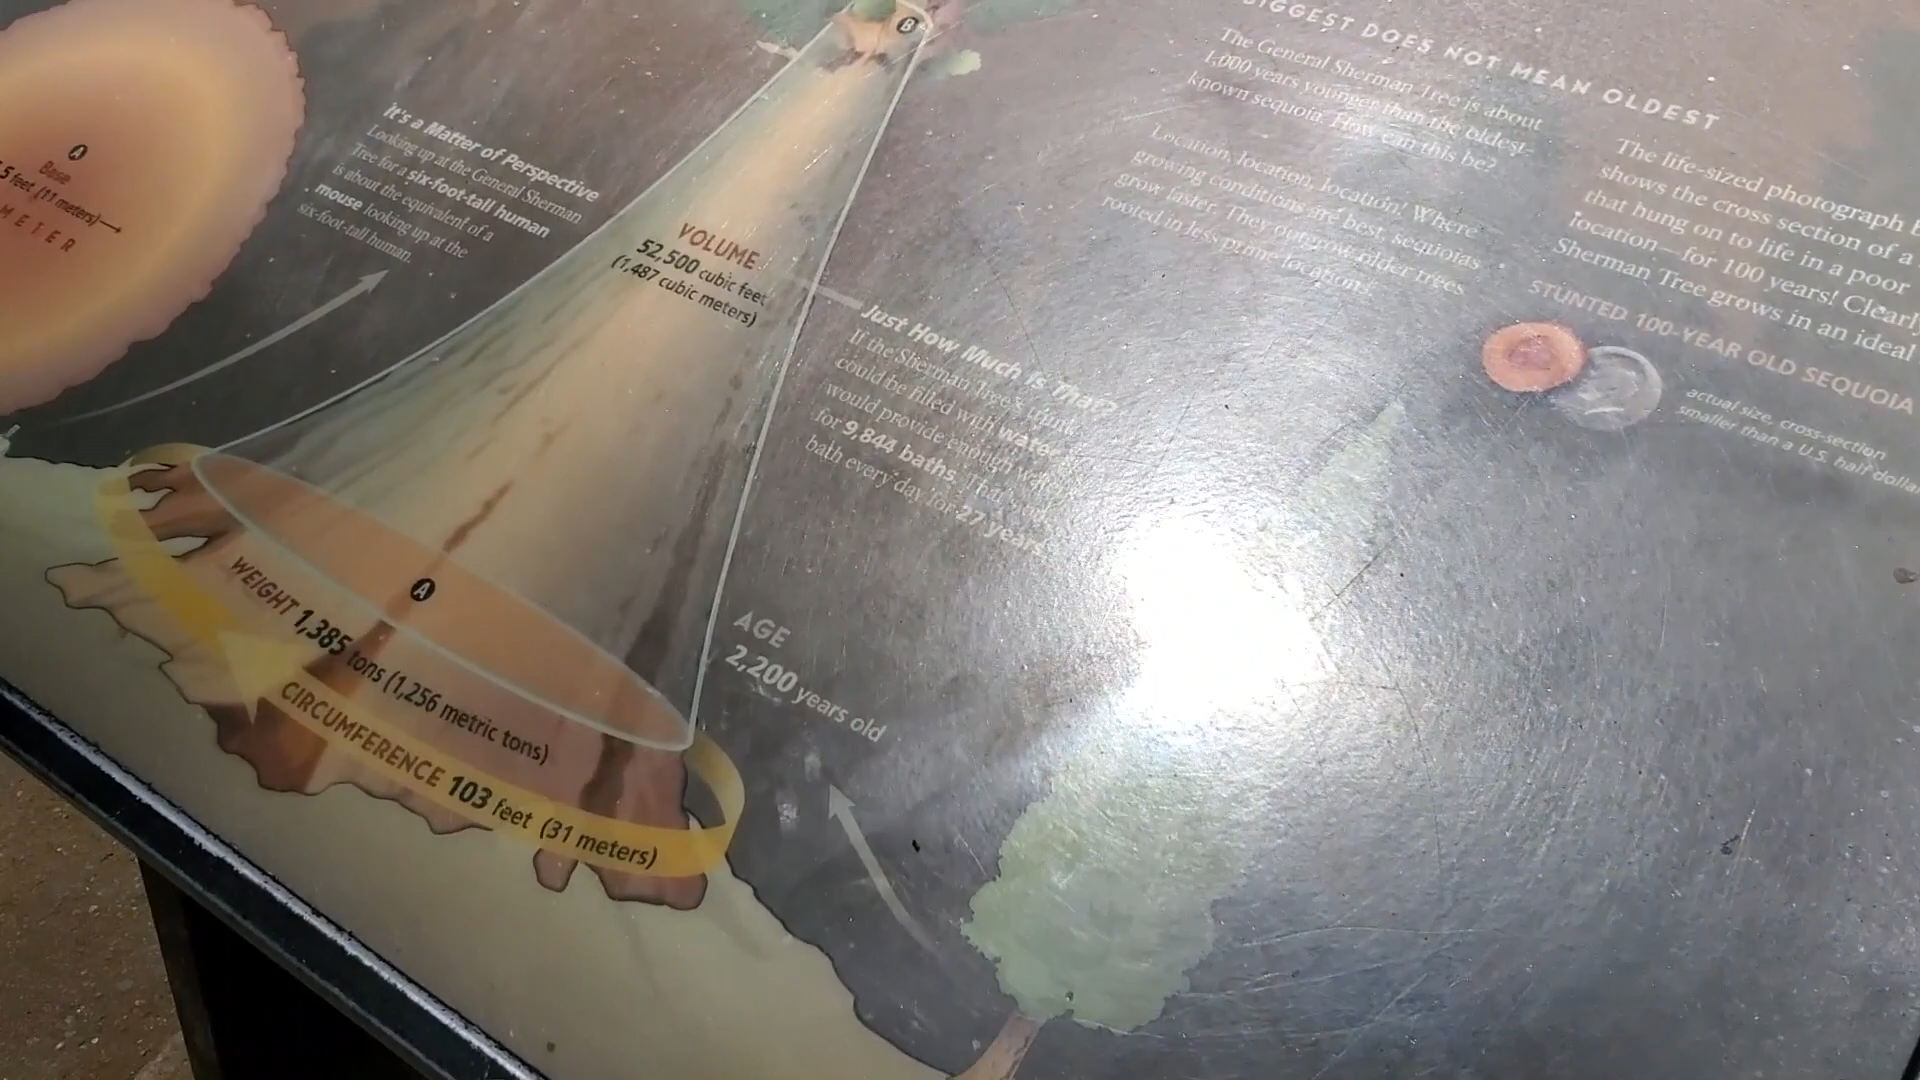 A
Base
.5 feet (11 meters)
METER
It's a Matter of Perspective
Looking up at the General Sherman
Tree for a six-foot-tall human
is about the equivalent of a
mouse looking up at the
six-foot-tall human.
B
VOLUME
52,500 cubic feet
(1,487 cubic meters)
Just How Much Is That?
If the Sherman Tree's trunk
could be filled with water,
would provide enough water
for 9,844 baths. That's one
bath every day for 27 years.
A
WEIGHT 1,385 tons (1,256 metric tons)
CIRCUMFERENCE 103 feet (31 meters)
AGE
2,200 years old
BIGGEST DOES NOT MEAN OLDEST
The General Sherman Tree is about
1,000 years younger than the oldest-
known sequoia. How can this be?
Location, location, location! Where
growing conditions are best, sequoias
grow faster. They outgrow older trees
rooted in less prime locations.
The life-sized photograph
shows the cross section of a
that hung on to life in a poor
location—for 100 years! Clearly
Sherman Tree grows in an ideal
STUNTED 100-YEAR OLD SEQUOIA
actual size, cross-section
smaller than a U.S. half-dollar